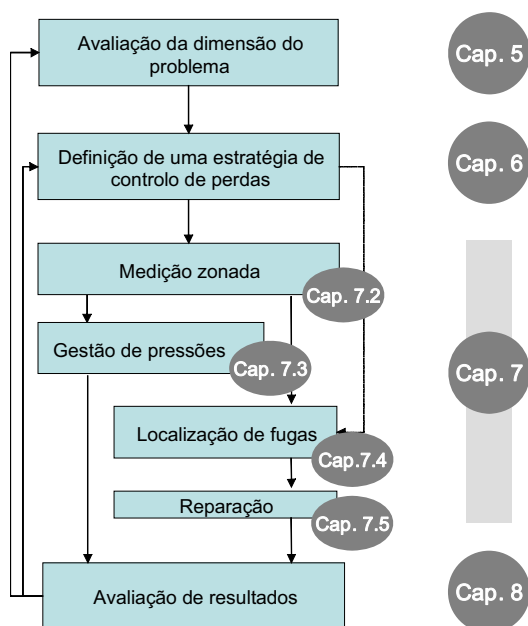 Avaliação da dimensão do
problema
Cap. 5
Definição de uma estratégia de
controlo de perdas
Cap. 6
Medição zonada
Cap. 7.2
Gestão de pressões
Cap. 7.3
Cap. 7
Localização de fugas
Cap.7.4
Reparação
Cap. 7.5
Avaliação de resultados
Cap. 8